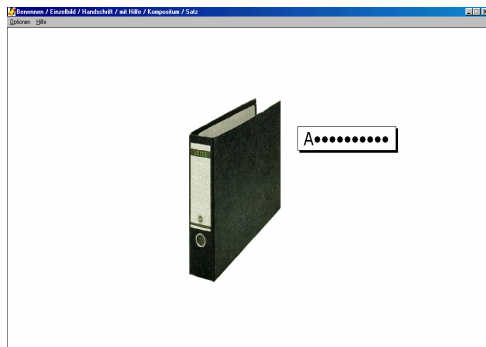 Benennen / Einzelbild / Handschrift / mit Hilfe / Kompositum / Satz
Optionen Hilfe
A••••••••••